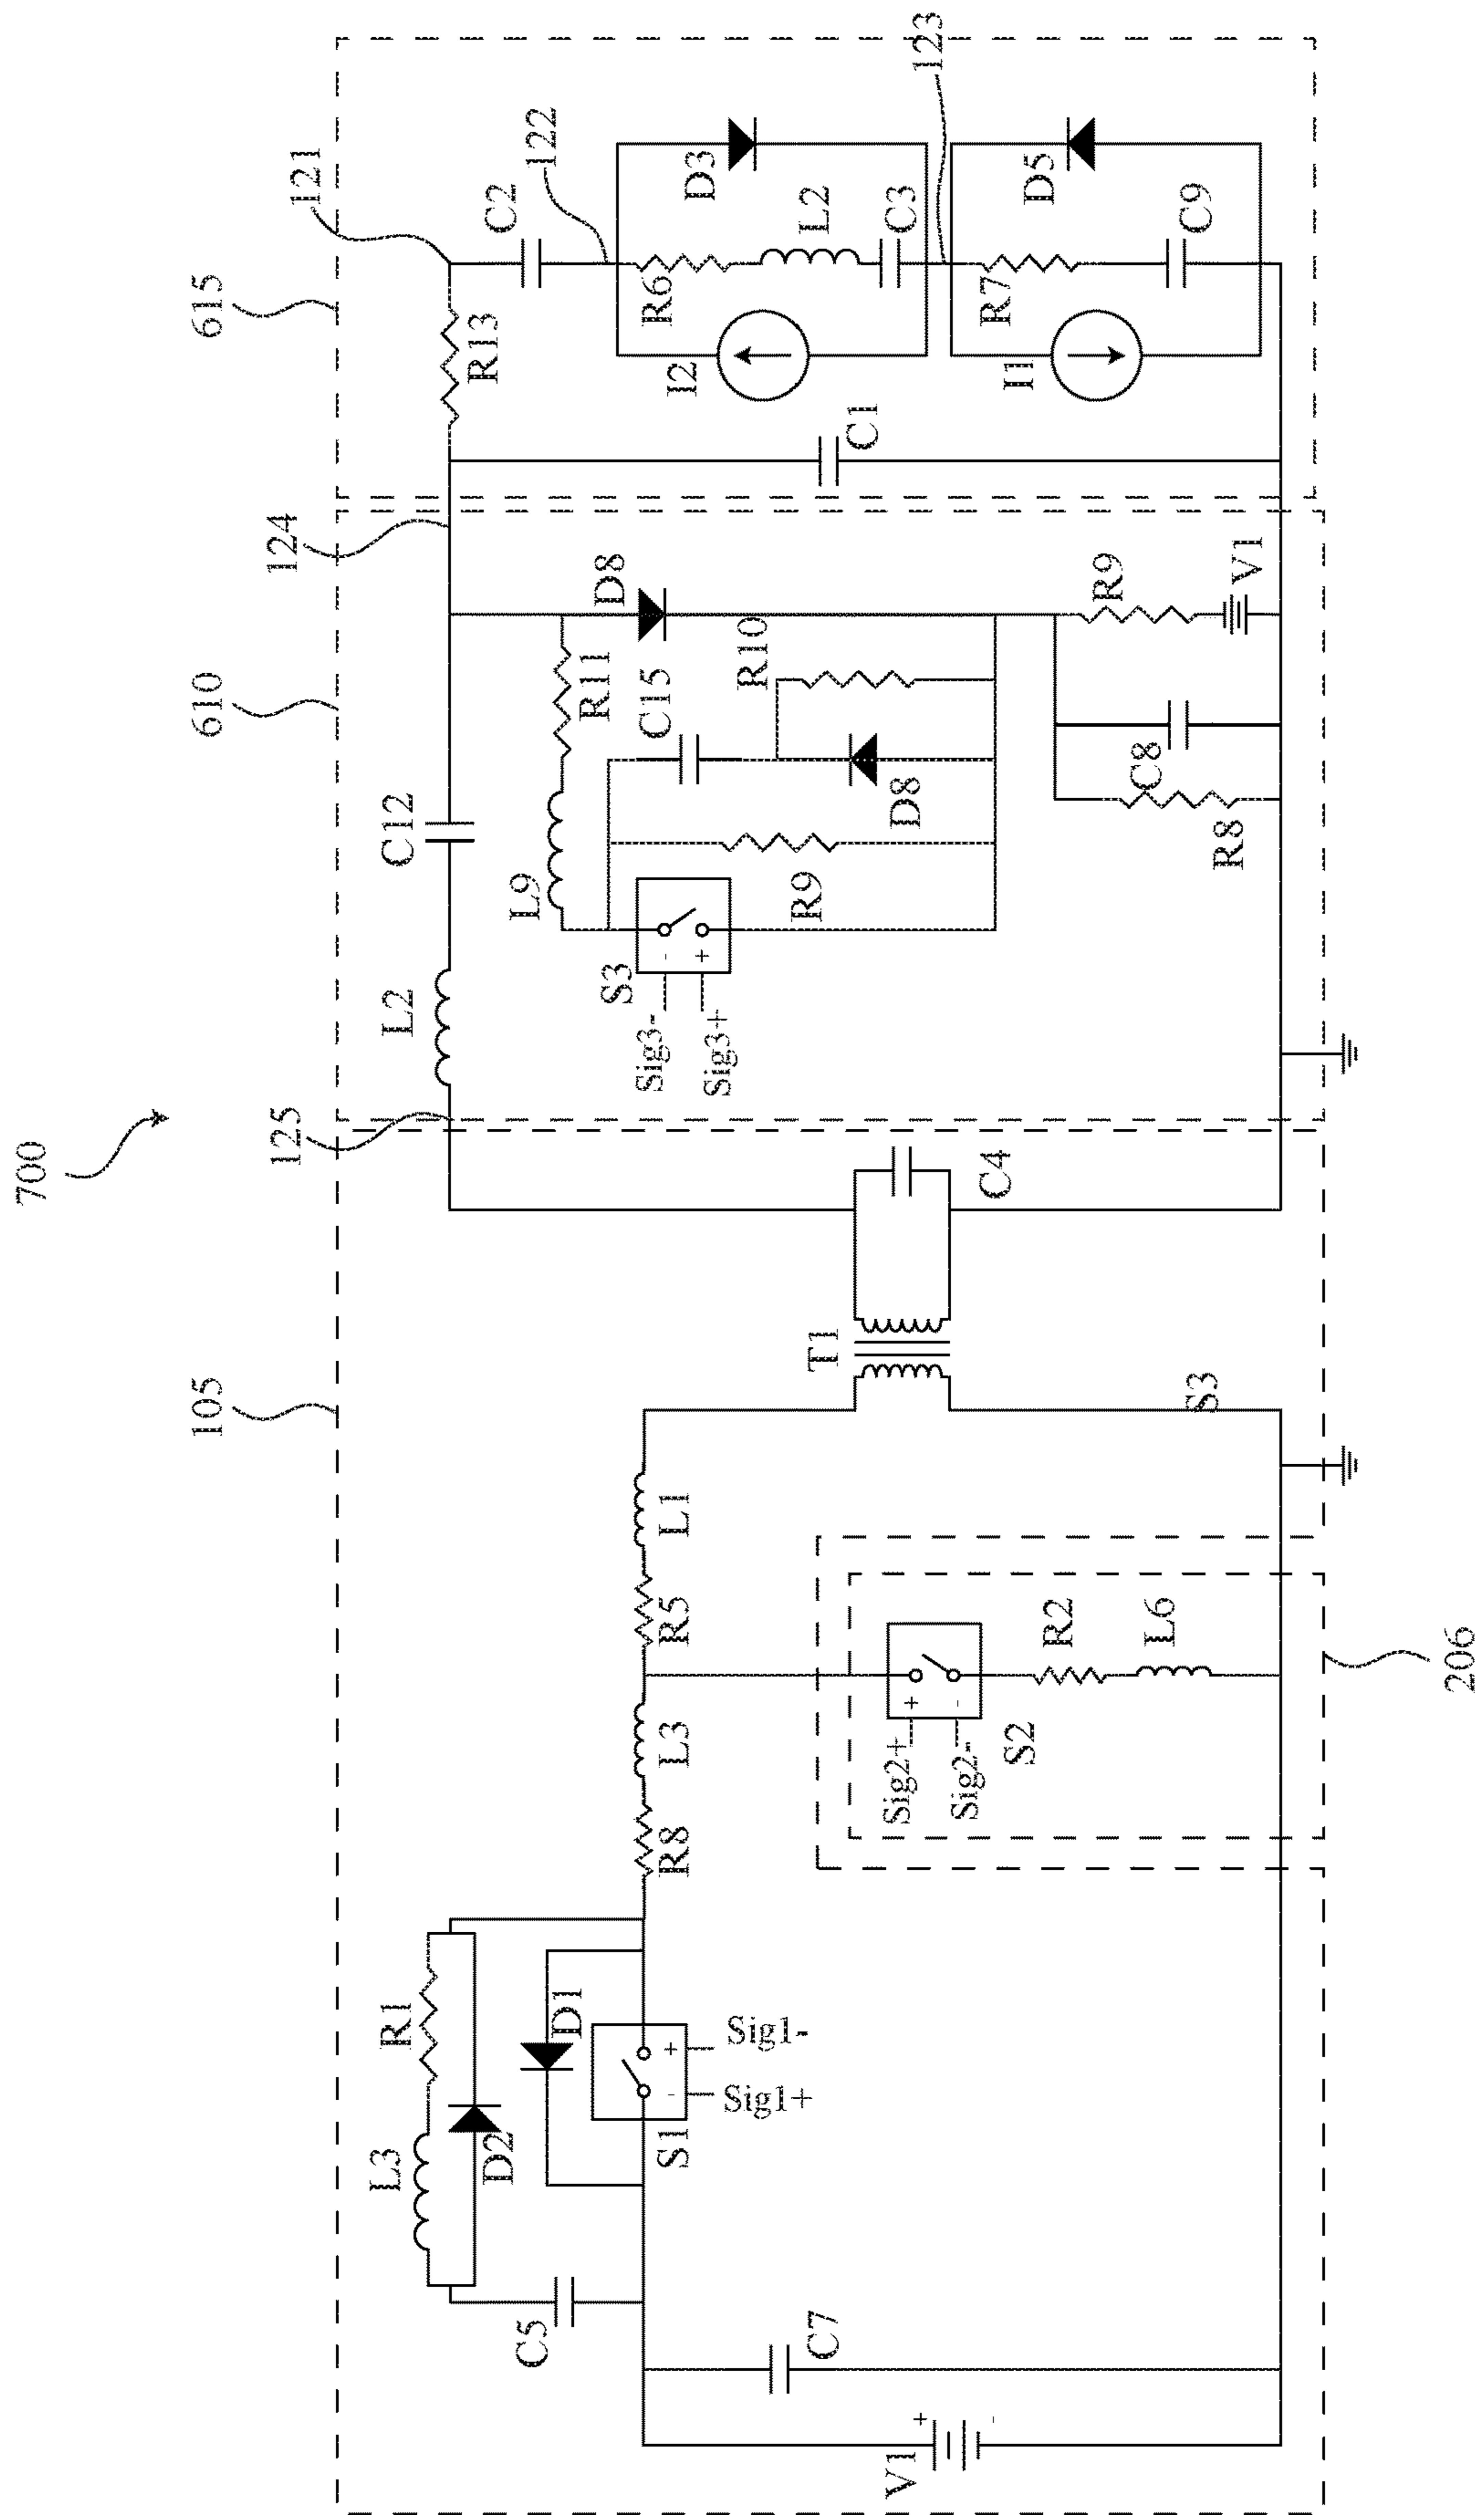 700
105
610
615
125
124
121
122
123
206
L3
R1
D2
D1
C5
S1
Sig1+
Sig1-
C7
V1
+
-
-
+
R8
L3
R5
L1
Sig2+
Sig2-
+
-
S2
R2
L6
T1
S3
C4
L2
C12
L9
R11
D8
C15
R10
S3
Sig3-
Sig3+
-
+
R9
D8
C8
R8
R9
V1
R13
C1
C2
I2
R6
L2
C3
D3
I1
R7
C9
D5